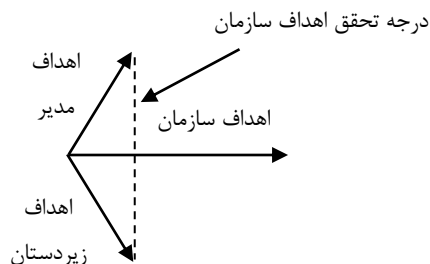 درجه تحقق اهداف سازمان
اهداف
مدیر
اهداف سازمان
اهداف
زیردستان